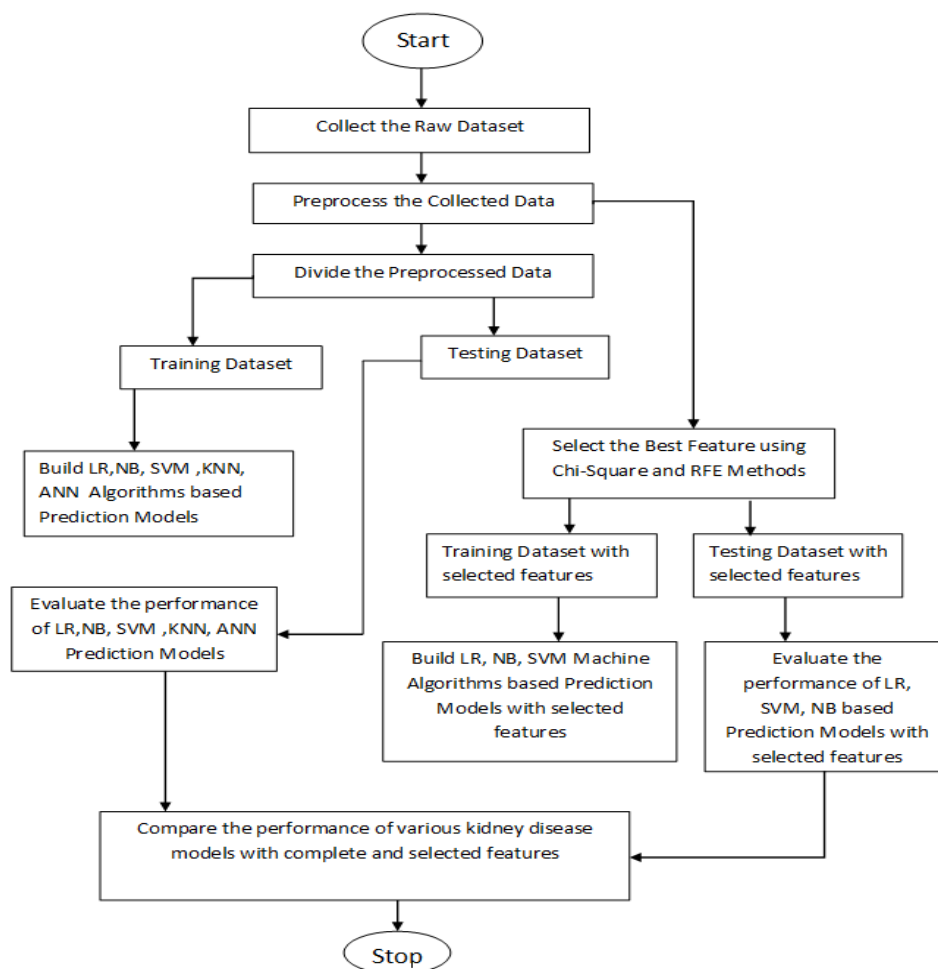 Start
Collect the Raw Dataset
Preprocess the Collected Data
Divide the Preprocessed Data
Training Dataset
Testing Dataset
Build LR,NB, SVM ,KNN,
ANN Algorithms based
Prediction Models
Select the Best Feature using
Chi-Square and RFE Methods
Training Dataset with
selected features
Testing Dataset with
selected features
Evaluate the performance
of LR,NB, SVM ,KNN, ANN
Prediction Models
Build LR, NB, SVM Machine
Algorithms based Prediction
Models with selected
features
Evaluate the
performance of LR,
SVM, NB based
Prediction Models with
selected features
Compare the performance of various kidney disease
models with complete and selected features
Stop